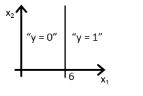 x₂
“y = 0” “y = 1”
6
x₁